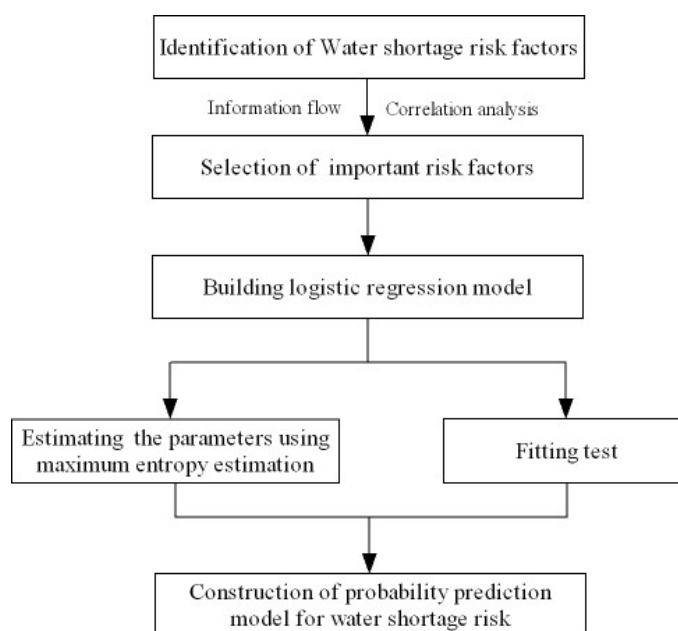 Identification of Water shortage risk factors
Information flow
Correlation analysis
Selection of important risk factors
Building logistic regression model
Estimating the parameters using
maximum entropy estimation
Fitting test
Construction of probability prediction
model for water shortage risk